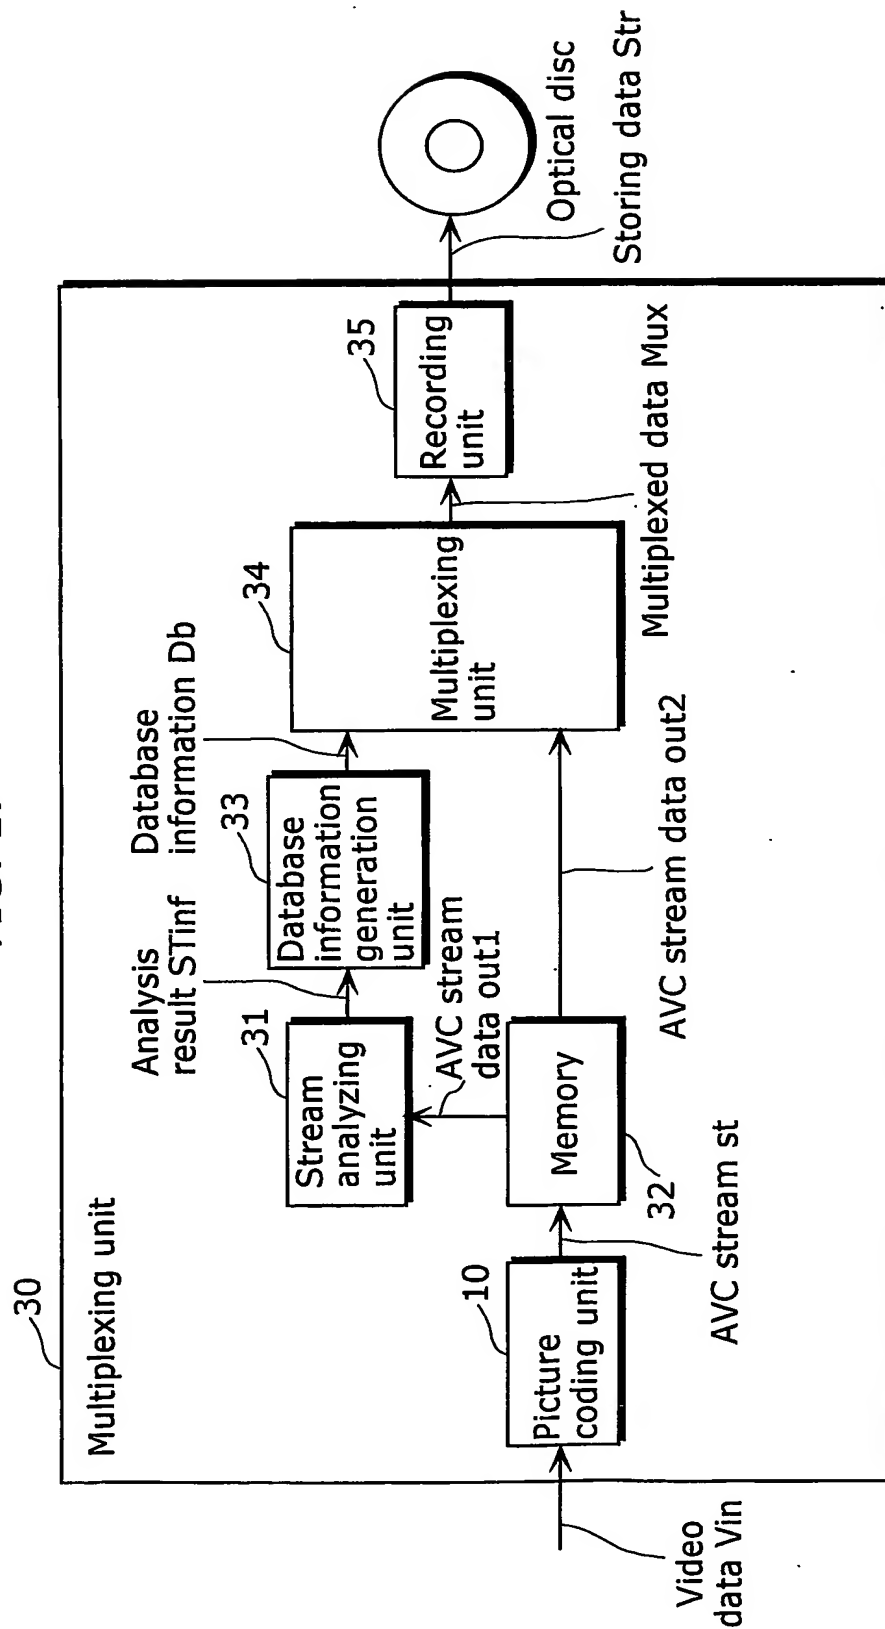 30
Multiplexing unit
Video
data Vin
10
Picture
coding unit
AVC stream st
32
Memory
AVC stream
data out1
31
Stream
analyzing
unit
Analysis
result STinf
33
Database
information
generation
unit
Database
information Db
AVC stream data out2
34
Multiplexing
unit
Multiplexed data Mux
35
Recording
unit
Storing data Str
Optical disc